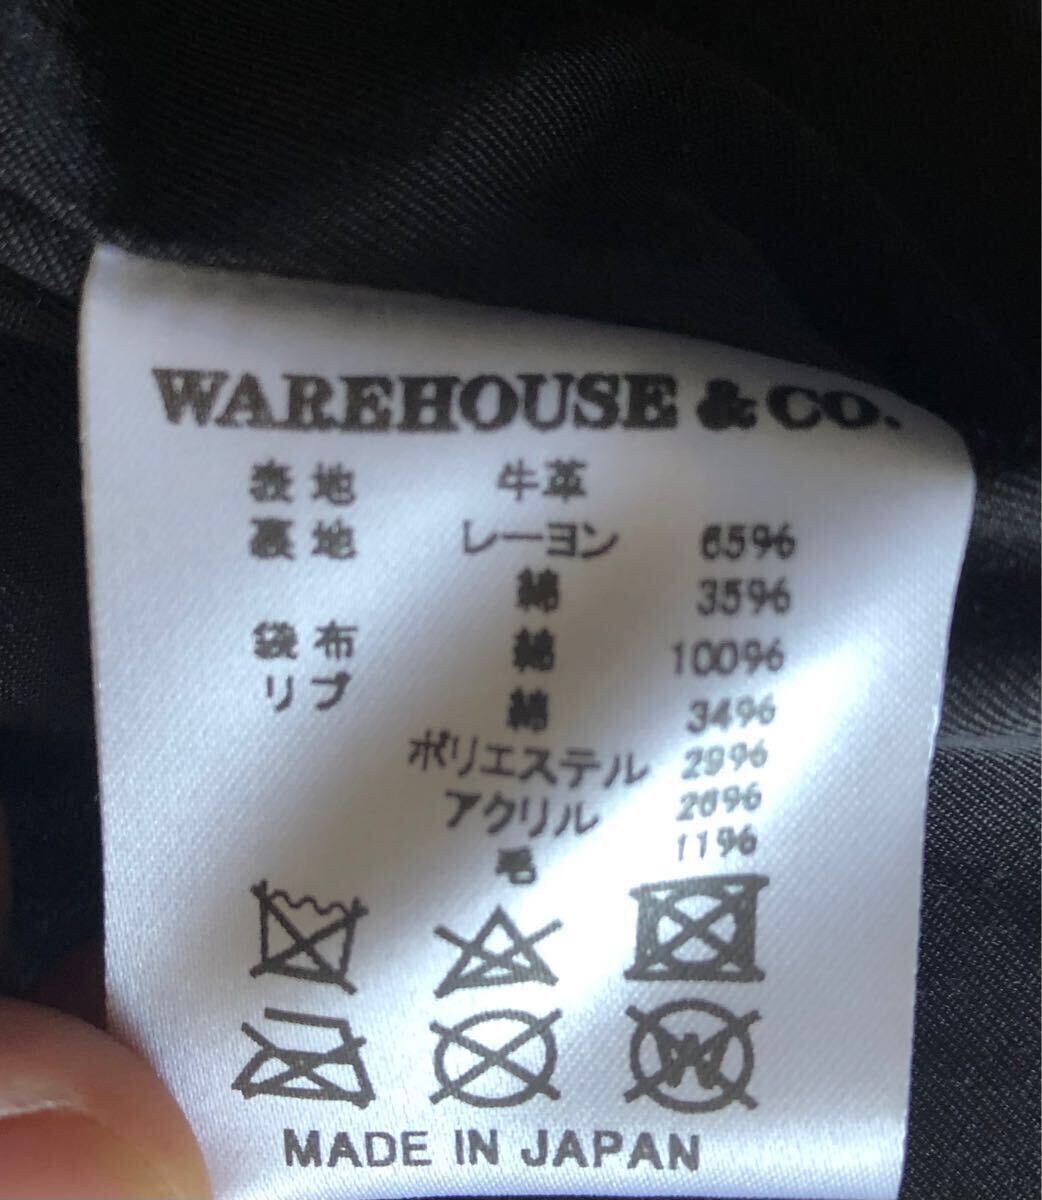 WAREHOUSE & CO.
表地 牛革
裏地 レーヨン 65%
綿 35%
袋布 綿 100%
リブ 綿 34%
ポリエステル 29%
アクリル 26%
毛 11%
W
MADE IN JAPAN